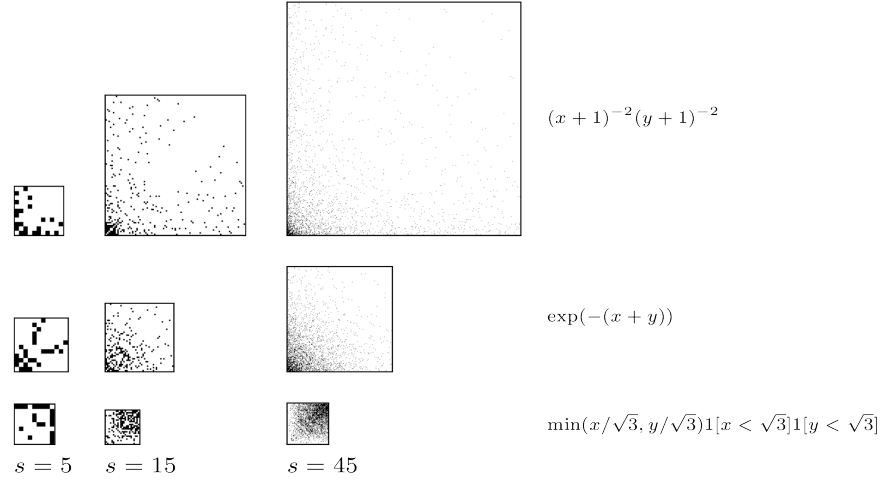 (x + 1)⁻²(y + 1)⁻²
exp(−(x + y))
min(x/√3, y/√3)1[x < √3]1[y < √3]
s = 5 s = 15 s = 45